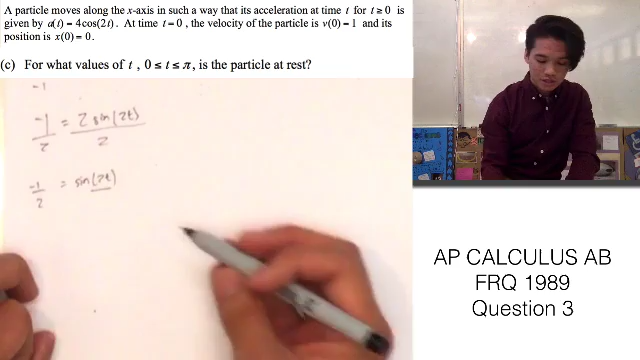 A particle moves along the x-axis in such a way that its acceleration at time t for t ≥ 0 is
given by a(t) = 4cos(2t). At time t = 0, the velocity of the particle is v(0) = 1 and its
position is x(0) = 0.
(c) For what values of t, 0 ≤ t ≤ π, is the particle at rest?
-1
-1/2 = 2 sin(2t)/2
-1/2 = sin(2t)
AP CALCULUS AB
FRQ 1989
Question 3